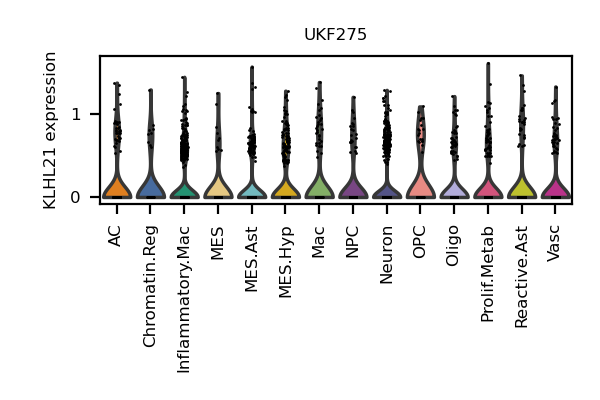 UKF275
KLHL21 expression
1
0
AC
Chromatin.Reg
Inflammatory.Mac
MES
MES.Ast
MES.Hyp
Mac
NPC
Neuron
OPC
Oligo
Prolif.Metab
Reactive.Ast
Vasc